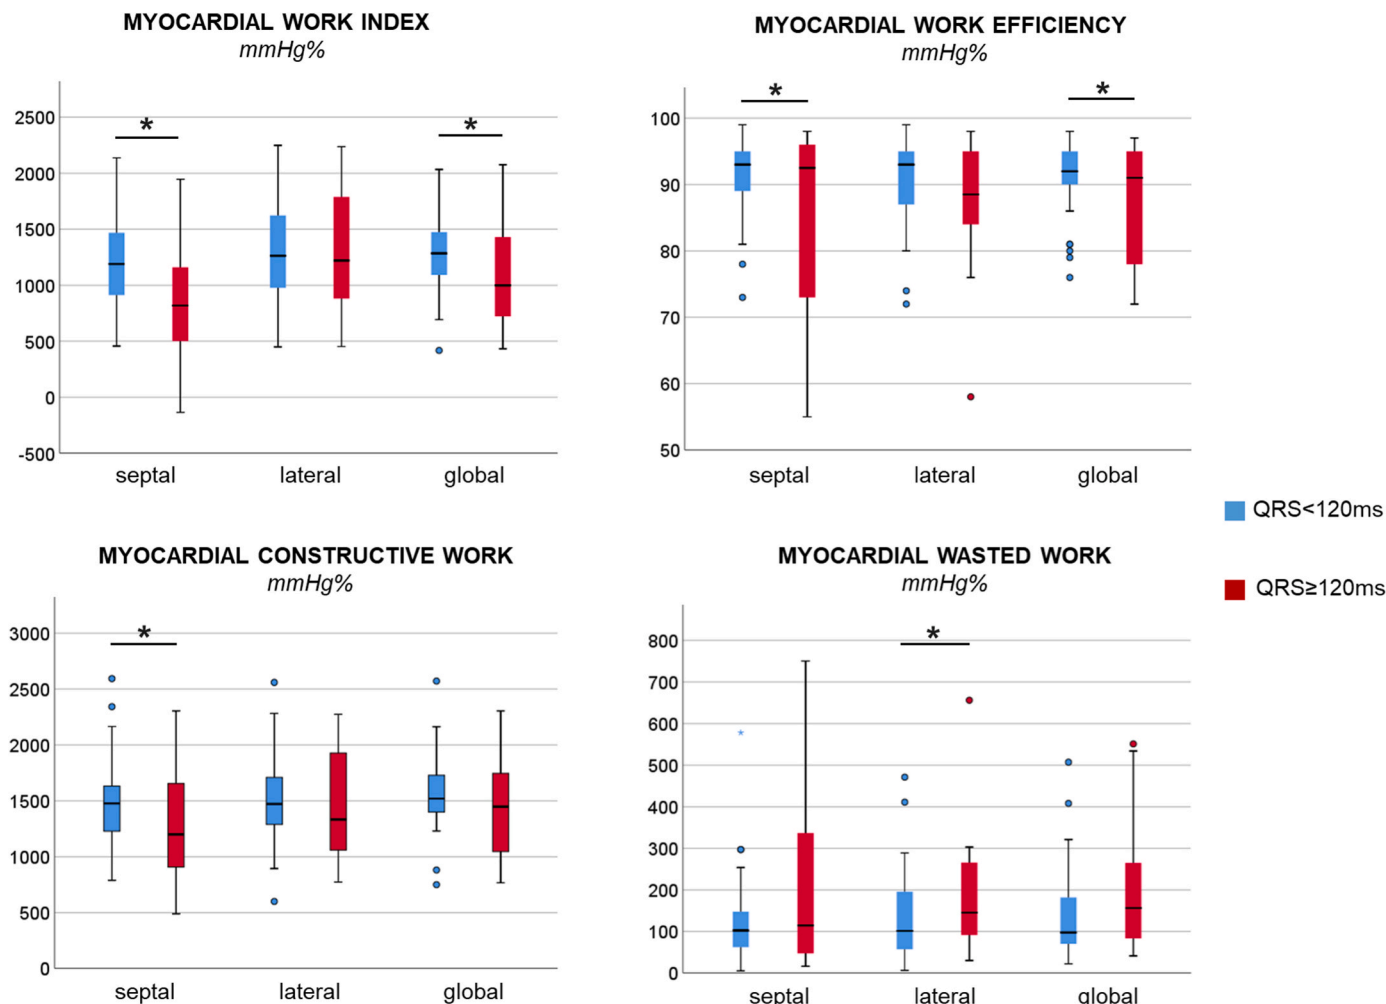 MYOCARDIAL WORK INDEX
mmHg%
2500
2000
1500
1000
500
0
-500
*
*
septal lateral global
MYOCARDIAL WORK EFFICIENCY
mmHg%
100
90
80
70
60
50
*
*
septal lateral global
QRS<120ms
QRS≥120ms
MYOCARDIAL CONSTRUCTIVE WORK
mmHg%
3000
2500
2000
1500
1000
500
0
*
septal lateral global
MYOCARDIAL WASTED WORK
mmHg%
800
700
600
500
400
300
200
100
0
*
*
septal lateral global